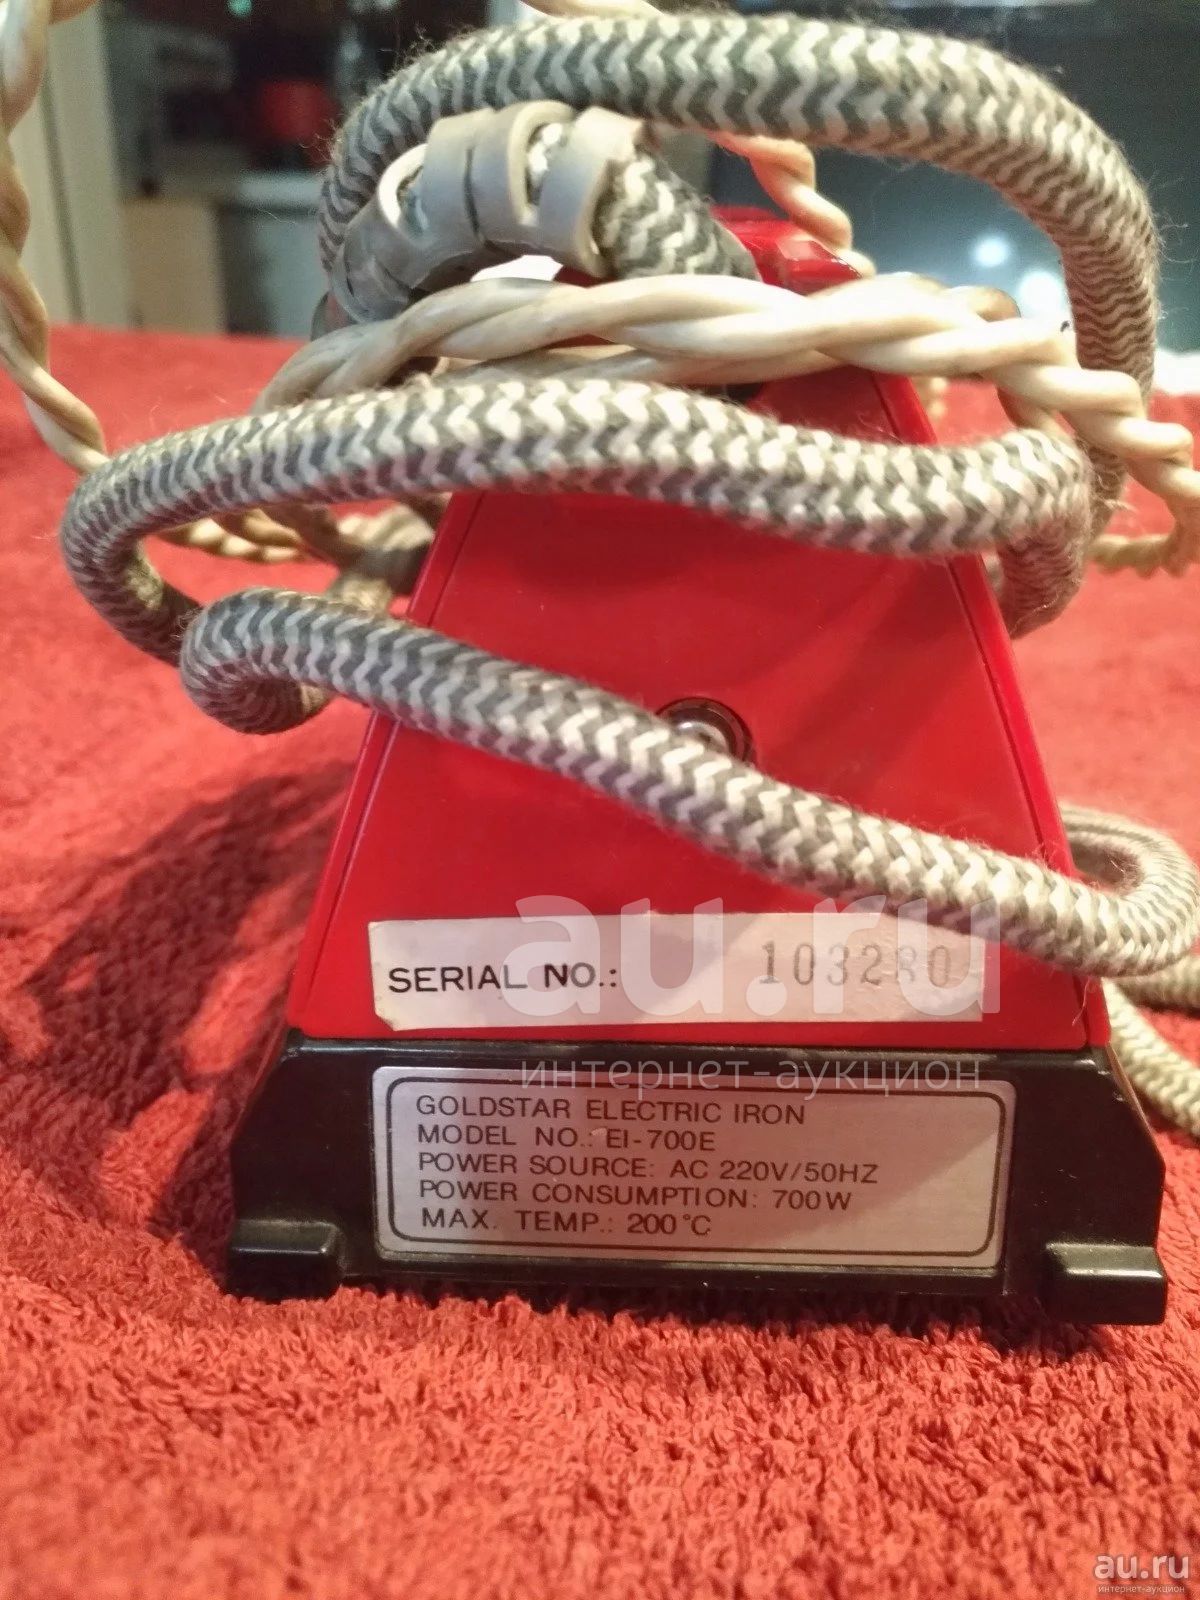 SERIAL NO.: 103280
au.ru
интернет-аукцион
GOLDSTAR ELECTRIC IRON
MODEL NO.: EI-700E
POWER SOURCE: AC 220V/50HZ
POWER CONSUMPTION: 700W
MAX. TEMP.: 200°C
au.ru
интернет-аукцион